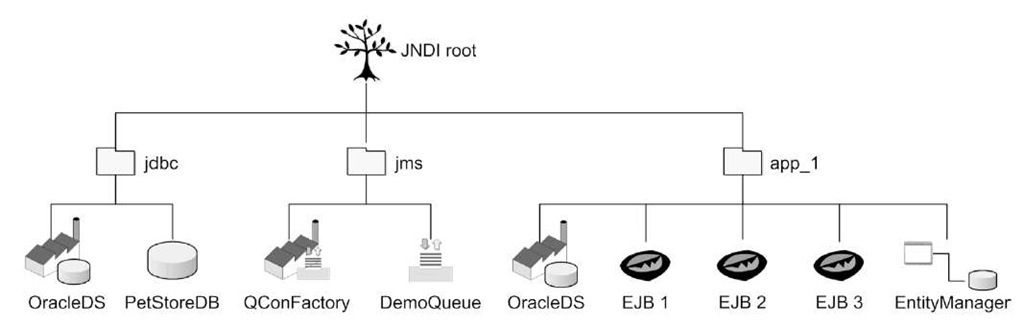 JNDI root
jdbc
jms
app_1
OracleDS
PetStoreDB
QConFactory
DemoQueue
OracleDS
EJB 1
EJB 2
EJB 3
EntityManager